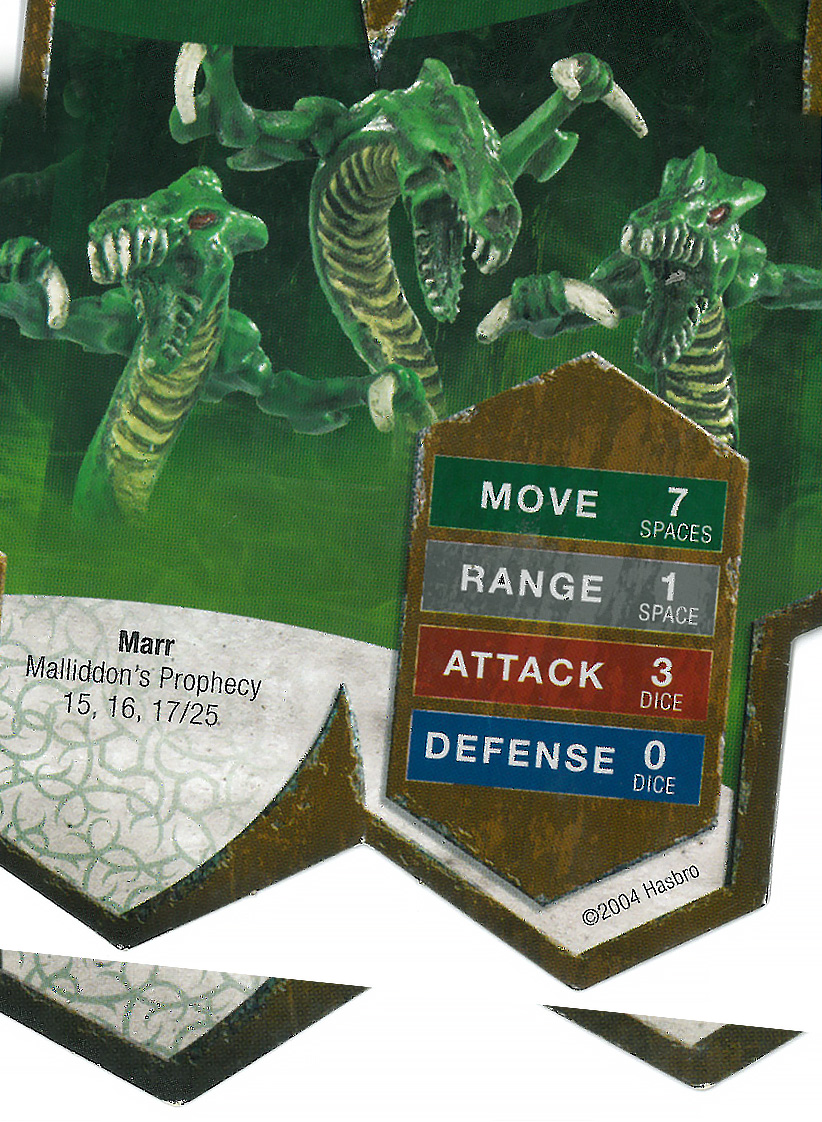 MOVE 7
SPACES
RANGE 1
SPACE
ATTACK 3
DICE
DEFENSE 0
DICE
Marr
Malliddon's Prophecy
15, 16, 17/25
©2004 Hasbro